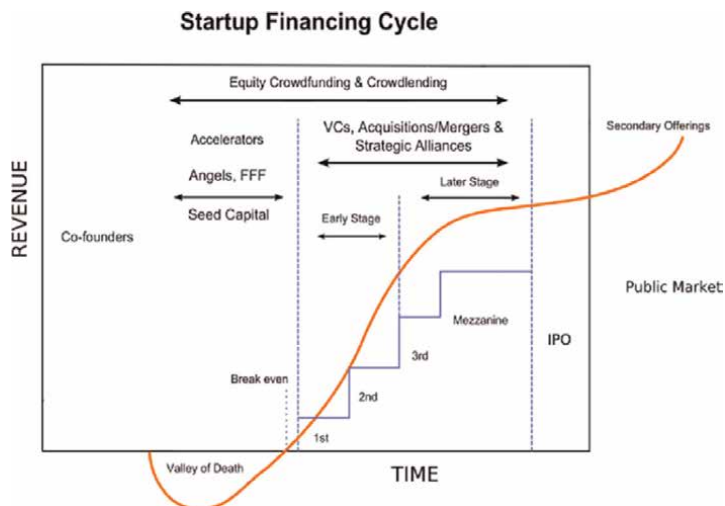 Startup Financing Cycle
Equity Crowdfunding & Crowdlending
Accelerators
Angels, FFF
Seed Capital
VCs, Acquisitions/Mergers &
Strategic Alliances
Later Stage
Early Stage
Secondary Offerings
REVENUE
Co-founders
Public Market
Mezzanine
IPO
3rd
Break even
2nd
1st
Valley of Death
TIME